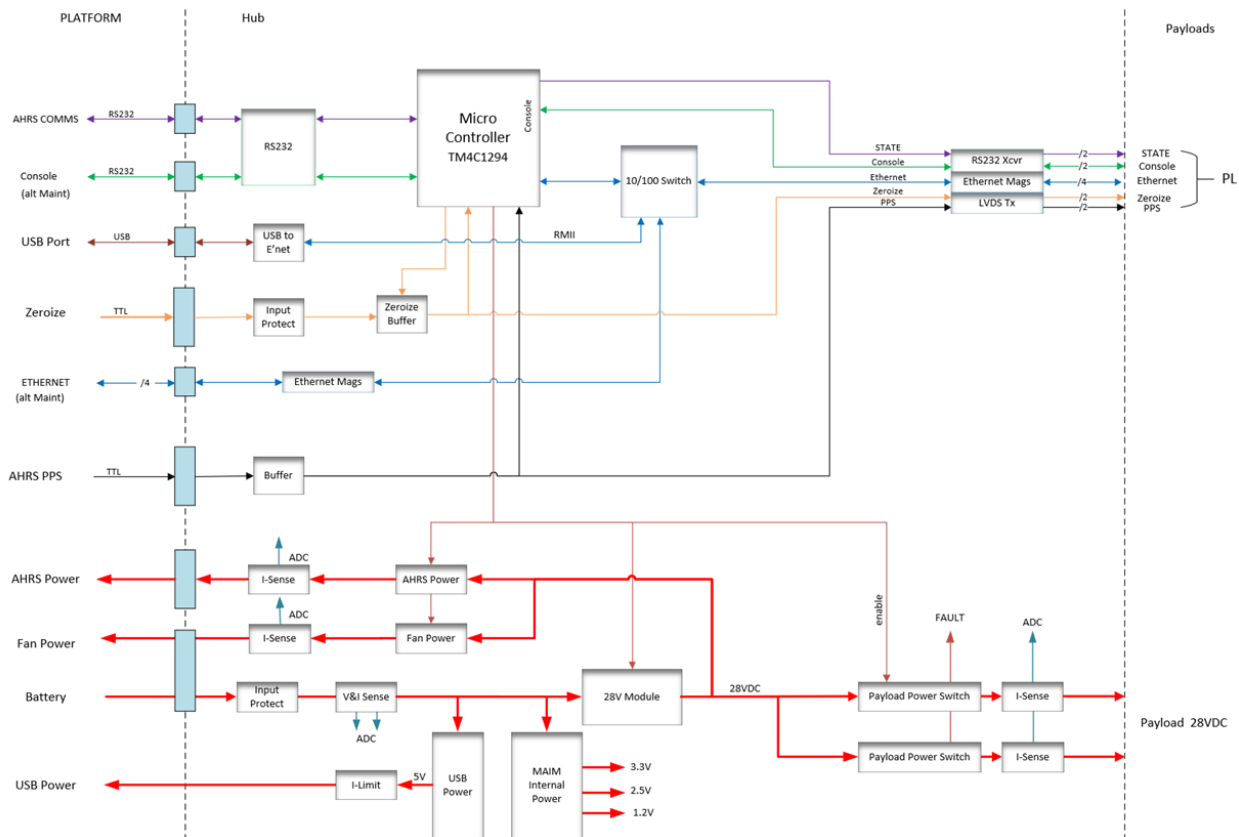 PLATFORM
Hub
Payloads
AHRS COMMS
RS232
RS232
Micro
Controller
TM4C1294
Console
Console
(alt Maint)
RS232
10/100 Switch
STATE
Console
Ethernet
Zeroize
PPS
RS232 Xcvr
Ethernet Mags
LVDS Tx
/2
/2
/4
/2
/2
STATE
Console
Ethernet
Zeroize
PPS
PL
USB Port
USB
USB to
E'net
RMII
Zeroize
TTL
Input
Protect
Zeroize
Buffer
ETHERNET
(alt Maint)
/4
Ethernet Mags
AHRS PPS
TTL
Buffer
AHRS Power
ADC
I-Sense
AHRS Power
Fan Power
ADC
I-Sense
Fan Power
enable
FAULT
ADC
Battery
Input
Protect
V&I Sense
ADC
28V Module
28VDC
Payload Power Switch
I-Sense
Payload Power Switch
I-Sense
Payload 28VDC
USB Power
I-Limit
5V
USB
Power
MAIM
Internal
Power
3.3V
2.5V
1.2V